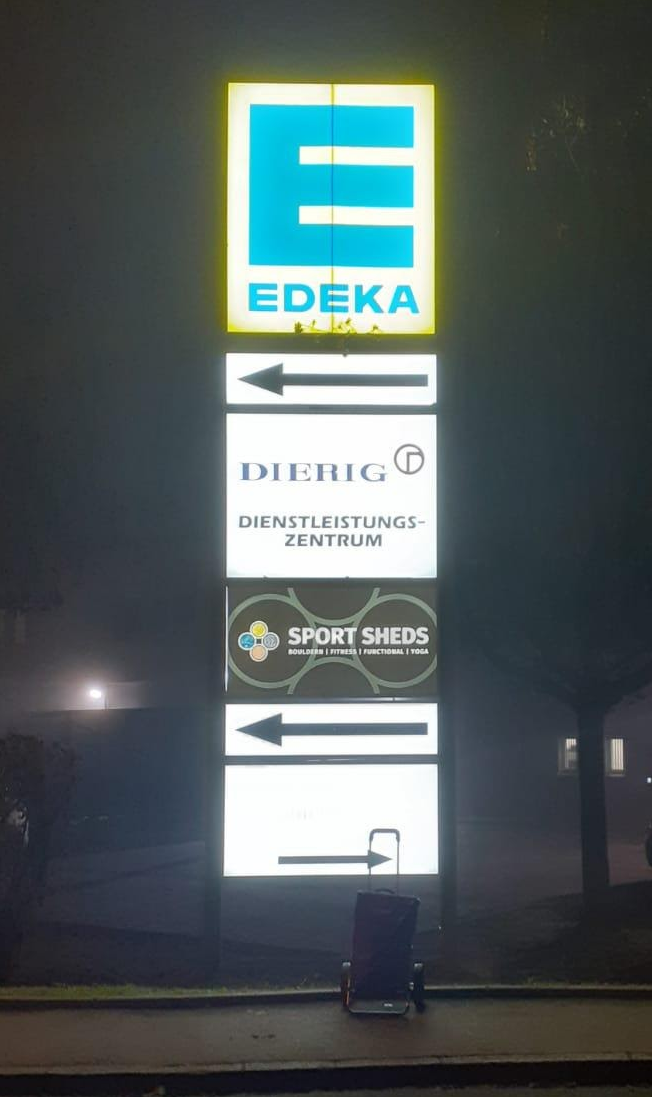 E
EDEKA
DIERIG
DIENSTLEISTUNGS-
ZENTRUM
SPORT SHEDS
BOULDERN | FITNESS | FUNCTIONAL | YOGA